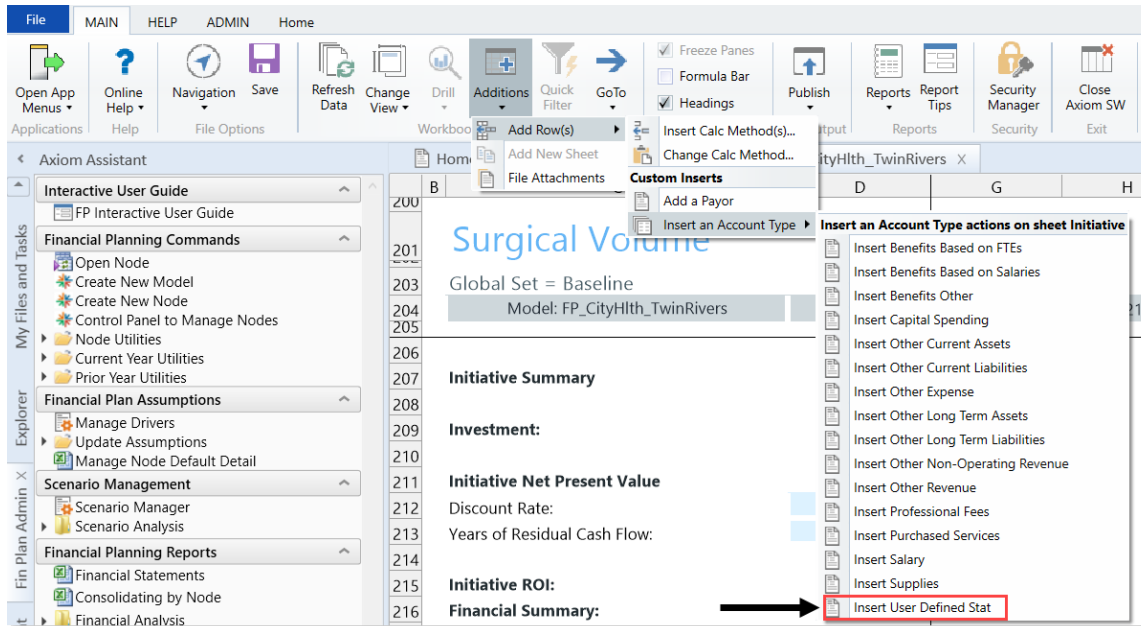 File MAIN HELP ADMIN Home
Open App Menus
Online Help
Navigation
Save
Refresh Data
Change View
Drill
Additions
Quick Filter
GoTo
Freeze Panes
Formula Bar
Headings
Publish
Reports
Report Tips
Security Manager
Close Axiom SW
Applications Help File Options Workboo tput Reports Security Exit
Add Row(s)
Add New Sheet
File Attachments
Insert Calc Method(s)...
Change Calc Method...
Custom Inserts
Add a Payor
Insert an Account Type
Insert an Account Type actions on sheet Initiative
Insert Benefits Based on FTEs
Insert Benefits Based on Salaries
Insert Benefits Other
Insert Capital Spending
Insert Other Current Assets
Insert Other Current Liabilities
Insert Other Expense
Insert Other Long Term Assets
Insert Other Long Term Liabilities
Insert Other Non-Operating Revenue
Insert Other Revenue
Insert Professional Fees
Insert Purchased Services
Insert Salary
Insert Supplies
Insert User Defined Stat
Axiom Assistant
My Files and Tasks
Explorer
Fin Plan Admin
Interactive User Guide
FP Interactive User Guide
Financial Planning Commands
Open Node
Create New Model
Create New Node
Control Panel to Manage Nodes
Node Utilities
Current Year Utilities
Prior Year Utilities
Financial Plan Assumptions
Manage Drivers
Update Assumptions
Manage Node Default Detail
Scenario Management
Scenario Manager
Scenario Analysis
Financial Planning Reports
Financial Statements
Consolidating by Node
Financial Analysis
Hom ityHlth_TwinRivers
B D G H
200
201 Surgical Volume
203 Global Set = Baseline
204 Model: FP_CityHlth_TwinRivers 21
205
206
207 Initiative Summary
208
209 Investment:
210
211 Initiative Net Present Value
212 Discount Rate:
213 Years of Residual Cash Flow:
214
215 Initiative ROI:
216 Financial Summary: